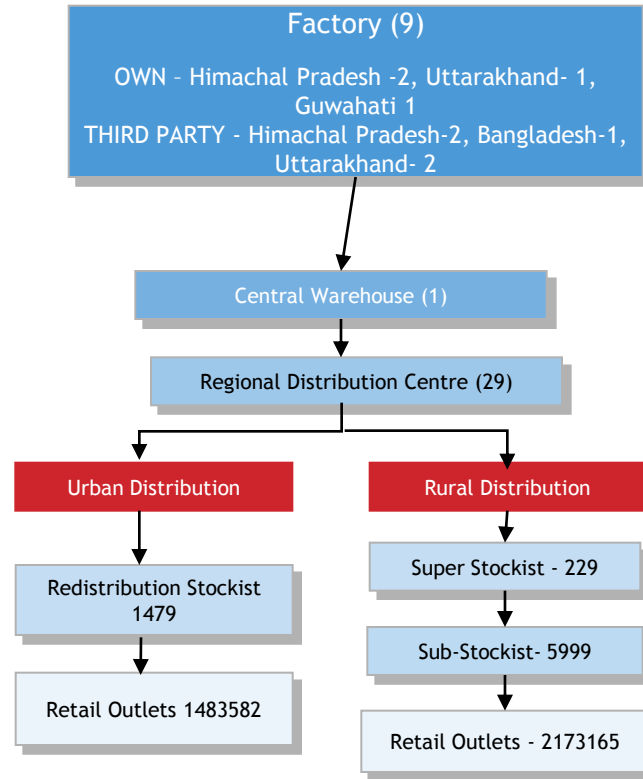 Factory (9)
OWN – Himachal Pradesh -2, Uttarakhand- 1,
Guwahati 1
THIRD PARTY - Himachal Pradesh-2, Bangladesh-1,
Uttarakhand- 2
Central Warehouse (1)
Regional Distribution Centre (29)
Urban Distribution
Redistribution Stockist
1479
Retail Outlets 1483582
Rural Distribution
Super Stockist - 229
Sub-Stockist- 5999
Retail Outlets - 2173165